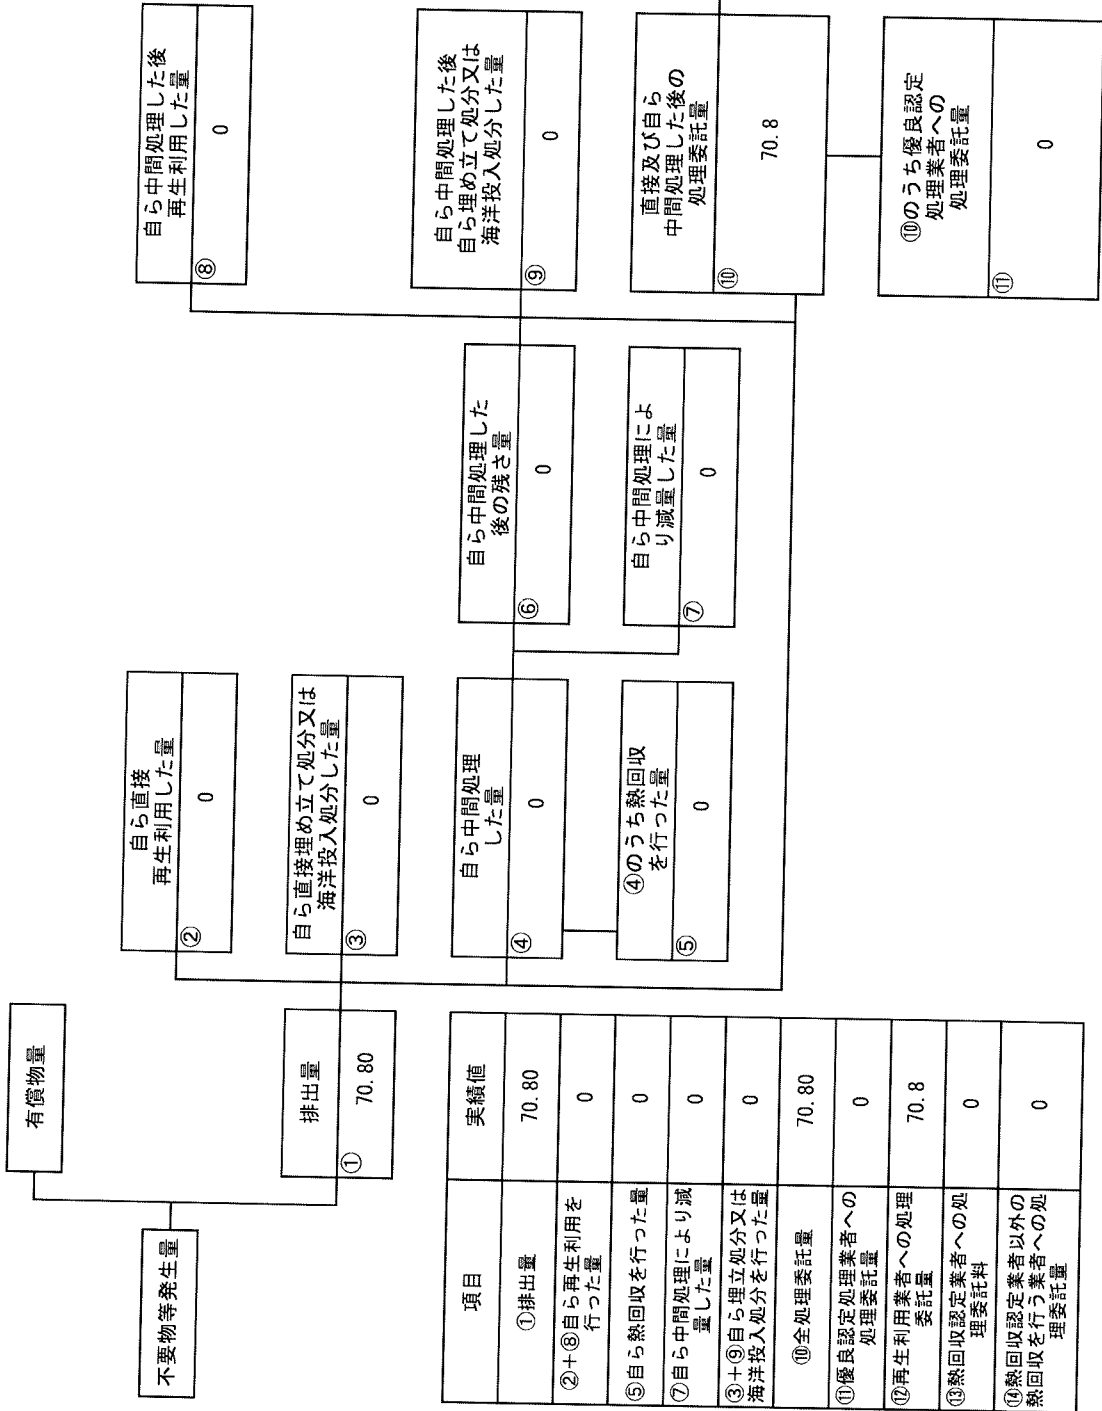 不要物等発生量
有償物量
排出量
①
70.80
自ら直接
再生利用した量
②
0
自ら直接埋め立て処分又は
海洋投入処分した量
③
0
自ら中間処理
した量
④
0
④のうち熱回収
を行った量
⑤
0
自ら中間処理した
後の残さ量
⑥
0
自ら中間処理によ
り減量した量
⑦
0
自ら中間処理した後
再生利用した量
⑧
0
自ら中間処理した後
自ら埋め立て処分又は
海洋投入処分した量
⑨
0
直接及び自ら
中間処理した後の
処理委託量
⑩
70.8
⑩のうち優良認定
処理業者への
処理委託量
⑪
0
項目 実績値
①排出量 70.80
②+⑧自ら再生利用を
行った量 0
⑤自ら熱回収を行った量 0
⑦自ら中間処理により減
量した量 0
③+⑨自ら埋立処分又は
海洋投入処分を行った量 0
⑩全処理委託量 70.80
⑪優良認定処理業者への
処理委託量 0
⑫再生利用業者への処理
委託量 70.8
⑬熱回収認定業者への処
理委託料 0
⑭熱回収認定業者以外の
熱回収を行う業者への処
理委託量 0